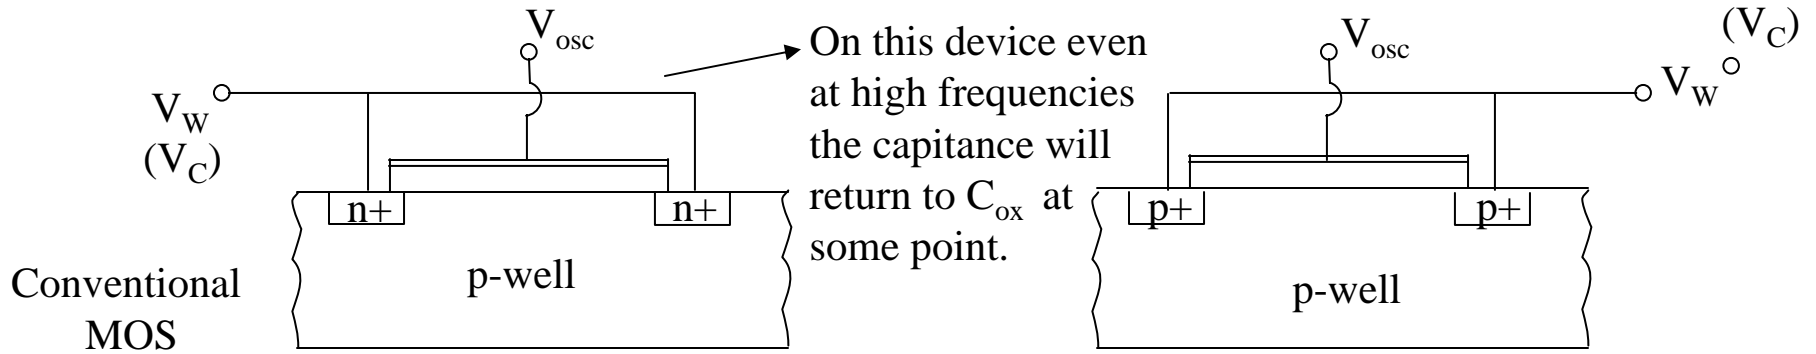 V_osc
V_W
(V_C)
n+ n+
p-well
Conventional
MOS
On this device even
at high frequencies
the capitance will
return to C_ox at
some point.
V_osc
(V_C)
V_W
p+ p+
p-well